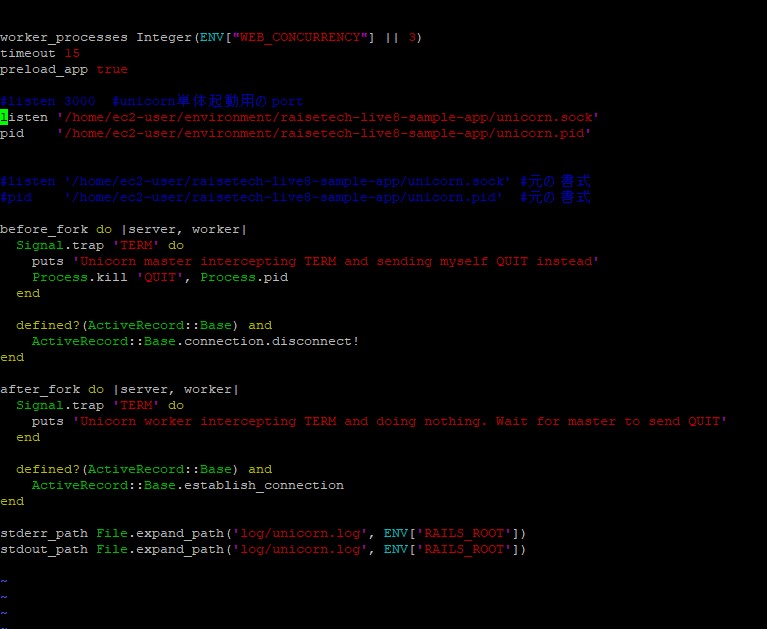 worker_processes Integer(ENV["WEB_CONCURRENCY"] || 3)
timeout 15
preload_app true
#listen 3000  #unicorn単体起動用のport
listen '/home/ec2-user/environment/raisetech-live8-sample-app/unicorn.sock'
pid    '/home/ec2-user/environment/raisetech-live8-sample-app/unicorn.pid'
#listen '/home/ec2-user/raisetech-live8-sample-app/unicorn.sock' #元の書式
#pid    '/home/ec2-user/raisetech-live8-sample-app/unicorn.pid'  #元の書式
before_fork do |server, worker|
  Signal.trap 'TERM' do
    puts 'Unicorn master intercepting TERM and sending myself QUIT instead'
    Process.kill 'QUIT', Process.pid
  end
  defined?(ActiveRecord::Base) and
    ActiveRecord::Base.connection.disconnect!
end
after_fork do |server, worker|
  Signal.trap 'TERM' do
    puts 'Unicorn worker intercepting TERM and doing nothing. Wait for master to send QUIT'
  end
  defined?(ActiveRecord::Base) and
    ActiveRecord::Base.establish_connection
end
stderr_path File.expand_path('log/unicorn.log', ENV['RAILS_ROOT'])
stdout_path File.expand_path('log/unicorn.log', ENV['RAILS_ROOT'])
~
~
~
~